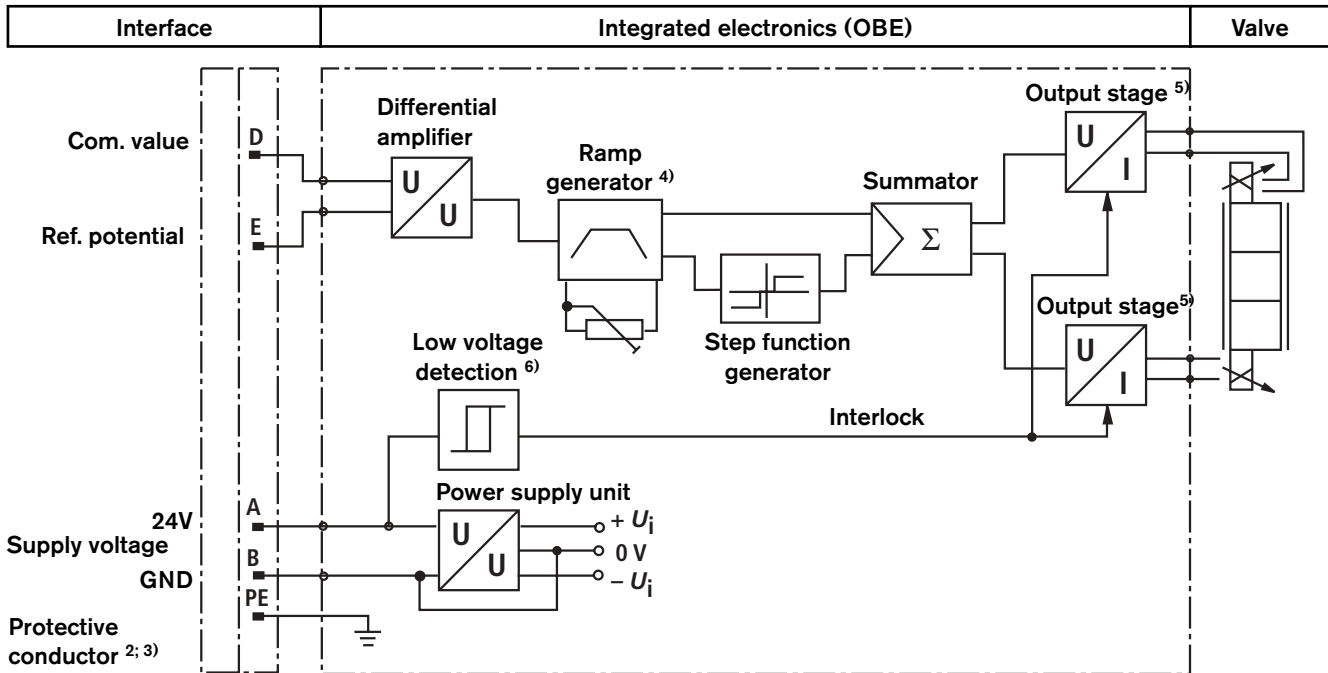 Interface
Integrated electronics (OBE)
Valve
Output stage 5)
Differential
amplifier
Com. value
D
U
U
Ramp
generator 4)
Summator
U
I
Ref. potential
E
Σ
Output stage5)
Low voltage
detection 6)
Step function
generator
U
I
Interlock
Power supply unit
24V
A
U
U
+ Ui
Supply voltage
0 V
GND
B
– Ui
PE
Protective
conductor 2; 3)